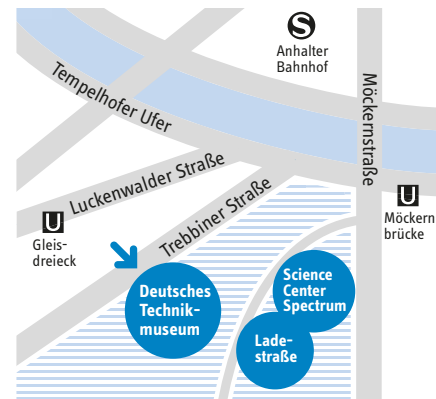 S
Anhalter
Bahnhof
Möckernstraße
Tempelhofer Ufer
Luckenwalder Straße
Trebbiner Straße
U
Gleis-
dreieck
U
Möckern
brücke
Deutsches
Technik-
museum
Science
Center
Spectrum
Lade-
straße